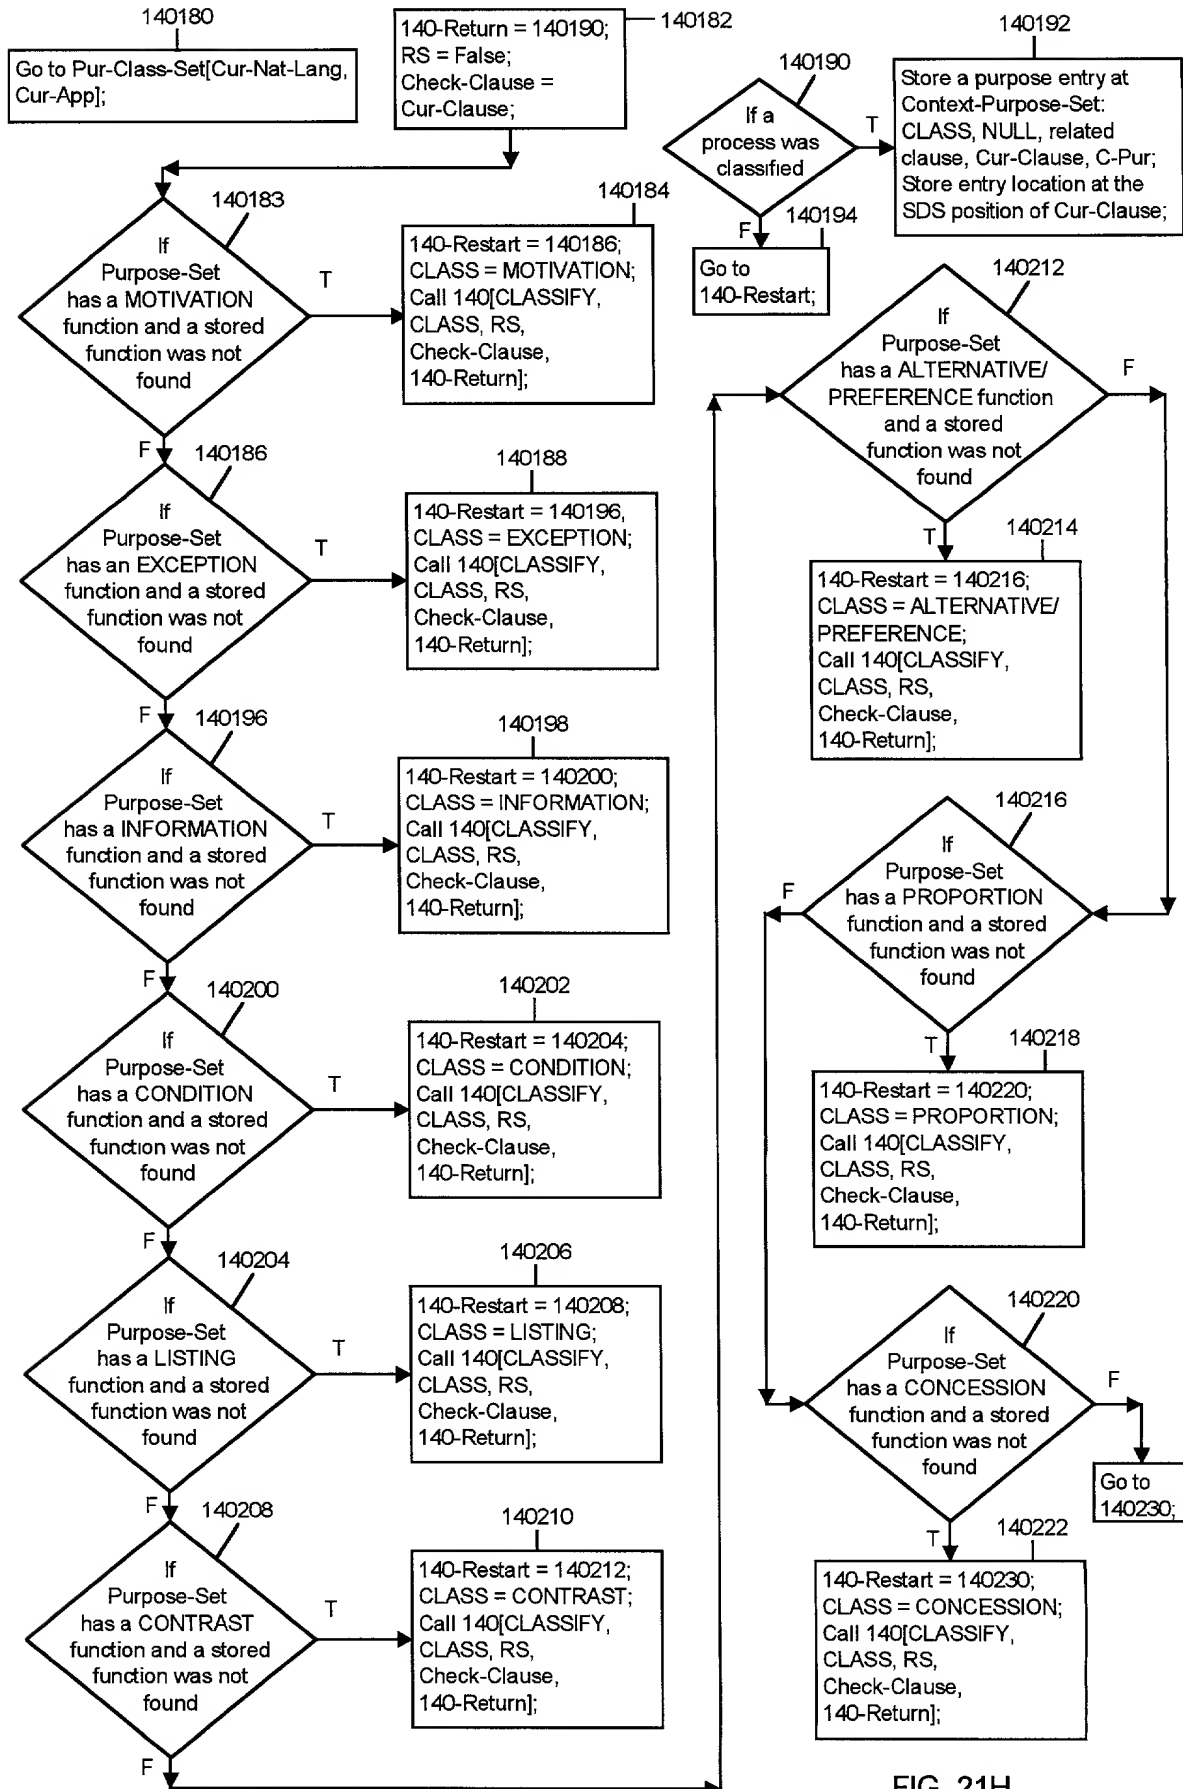 140180
Go to Pur-Class-Set[Cur-Nat-Lang,
Cur-App];
140182
140-Return = 140190;
RS = False;
Check-Clause =
Cur-Clause;
140190
If a
process was
classified
T
F
140192
Store a purpose entry at
Context-Purpose-Set:
CLASS, NULL, related
clause, Cur-Clause, C-Pur;
Store entry location at the
SDS position of Cur-Clause;
140194
Go to
140-Restart;
140183
If
Purpose-Set
has a MOTIVATION
function and a stored
function was not
found
T
F
140184
140-Restart = 140186;
CLASS = MOTIVATION;
Call 140[CLASSIFY,
CLASS, RS,
Check-Clause,
140-Return];
140186
If
Purpose-Set
has an EXCEPTION
function and a stored
function was not
found
T
F
140188
140-Restart = 140196,
CLASS = EXCEPTION;
Call 140[CLASSIFY,
CLASS, RS,
Check-Clause,
140-Return];
140196
If
Purpose-Set
has a INFORMATION
function and a stored
function was not
found
T
F
140198
140-Restart = 140200;
CLASS = INFORMATION;
Call 140[CLASSIFY,
CLASS, RS,
Check-Clause,
140-Return];
140200
If
Purpose-Set
has a CONDITION
function and a stored
function was not
found
T
F
140202
140-Restart = 140204;
CLASS = CONDITION;
Call 140[CLASSIFY,
CLASS, RS,
Check-Clause,
140-Return];
140204
If
Purpose-Set
has a LISTING
function and a stored
function was not
found
T
F
140206
140-Restart = 140208;
CLASS = LISTING;
Call 140[CLASSIFY,
CLASS, RS,
Check-Clause,
140-Return];
140208
If
Purpose-Set
has a CONTRAST
function and a stored
function was not
found
T
F
140210
140-Restart = 140212;
CLASS = CONTRAST;
Call 140[CLASSIFY,
CLASS, RS,
Check-Clause,
140-Return];
140212
If
Purpose-Set
has a ALTERNATIVE/
PREFERENCE function
and a stored
function was not
found
F
T
140214
140-Restart = 140216;
CLASS = ALTERNATIVE/
PREFERENCE;
Call 140[CLASSIFY,
CLASS, RS,
Check-Clause,
140-Return];
140216
If
Purpose-Set
has a PROPORTION
function and a stored
function was not
found
F
T
140218
140-Restart = 140220;
CLASS = PROPORTION;
Call 140[CLASSIFY,
CLASS, RS,
Check-Clause,
140-Return];
140220
If
Purpose-Set
has a CONCESSION
function and a stored
function was not
found
F
Go to
140230;
T
140222
140-Restart = 140230;
CLASS = CONCESSION;
Call 140[CLASSIFY,
CLASS, RS,
Check-Clause,
140-Return];
FIG. 21H